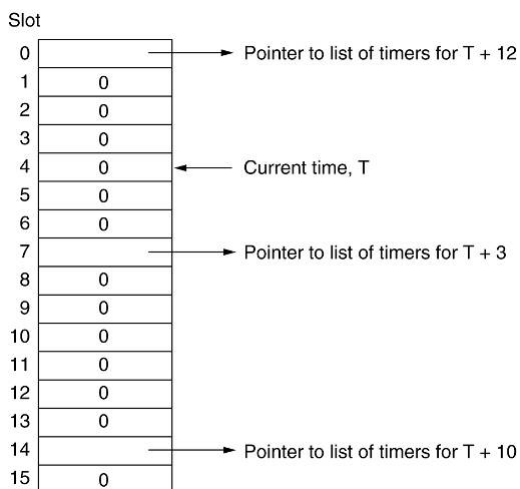 Slot
0 Pointer to list of timers for T + 12
1 0
2 0
3 0
4 0 Current time, T
5 0
6 0
7 Pointer to list of timers for T + 3
8 0
9 0
10 0
11 0
12 0
13 0
14 Pointer to list of timers for T + 10
15 0